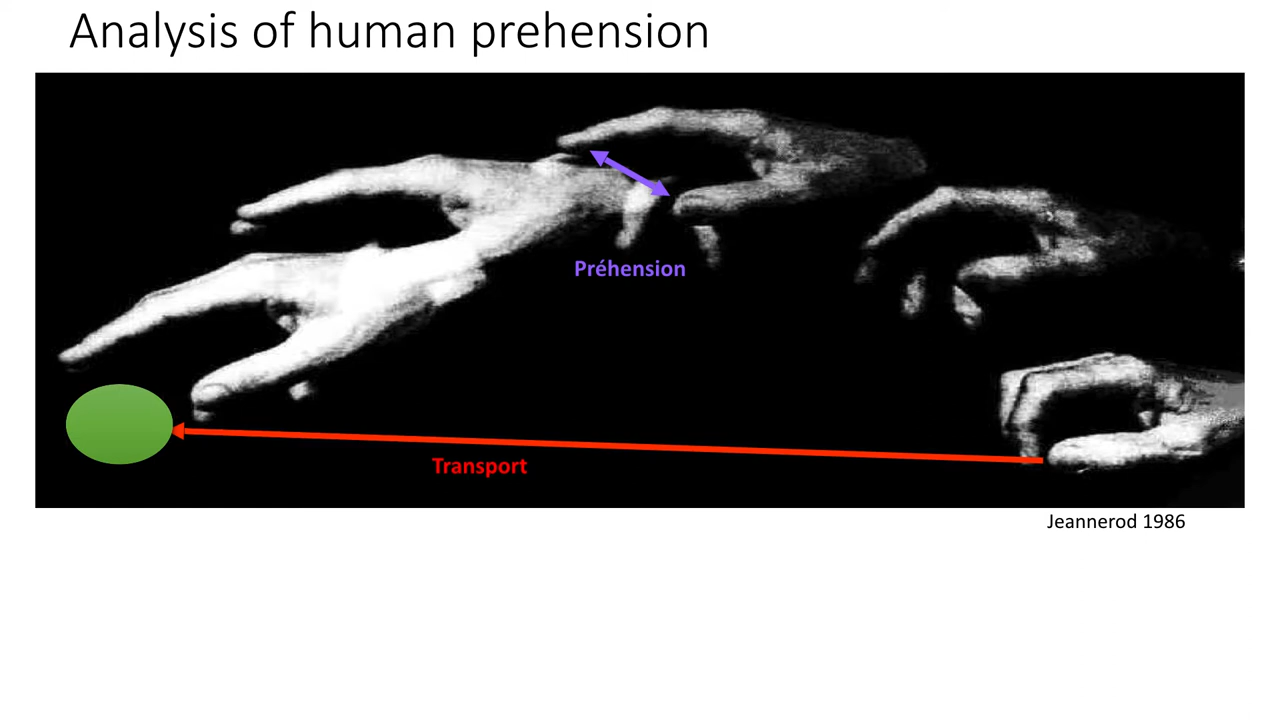 Analysis of human prehension
Préhension
Transport
Jeannerod 1986